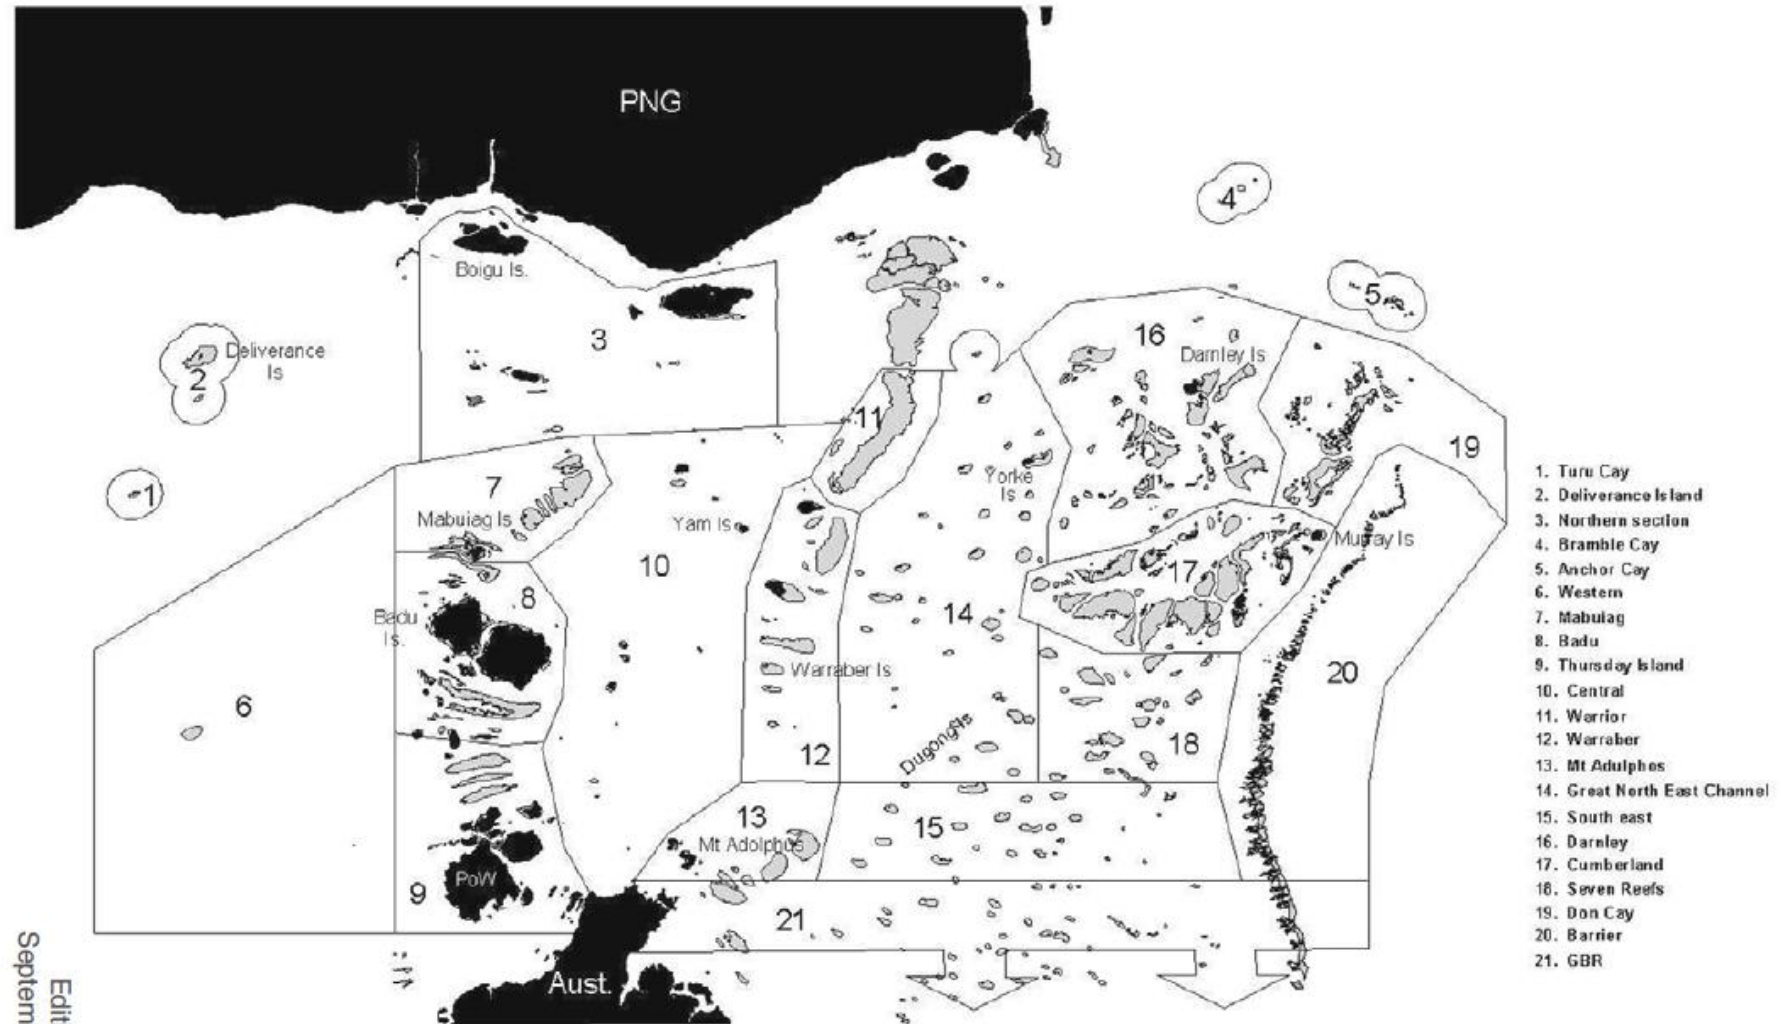 PNG
4
Boigu Is.
5
3
16
Darnley Is
Deliverance
Is
2
11
19
1
7
Mabuiag Is
Yorke
Is
Yam Is
Murray Is
10
17
8
Badu
Is.
14
Warraber Is
20
6
Dugong Is
12
18
13
Mt Adolphus
15
PoW
9
21
Aust.
1. Turu Cay
2. Deliverance Island
3. Northern section
4. Bramble Cay
5. Anchor Cay
6. Western
7. Mabuiag
8. Badu
9. Thursday Island
10. Central
11. Warrior
12. Warraber
13. Mt Adulphos
14. Great North East Channel
15. South east
16. Darnley
17. Cumberland
18. Seven Reefs
19. Don Cay
20. Barrier
21. GBR
Edit
Septem